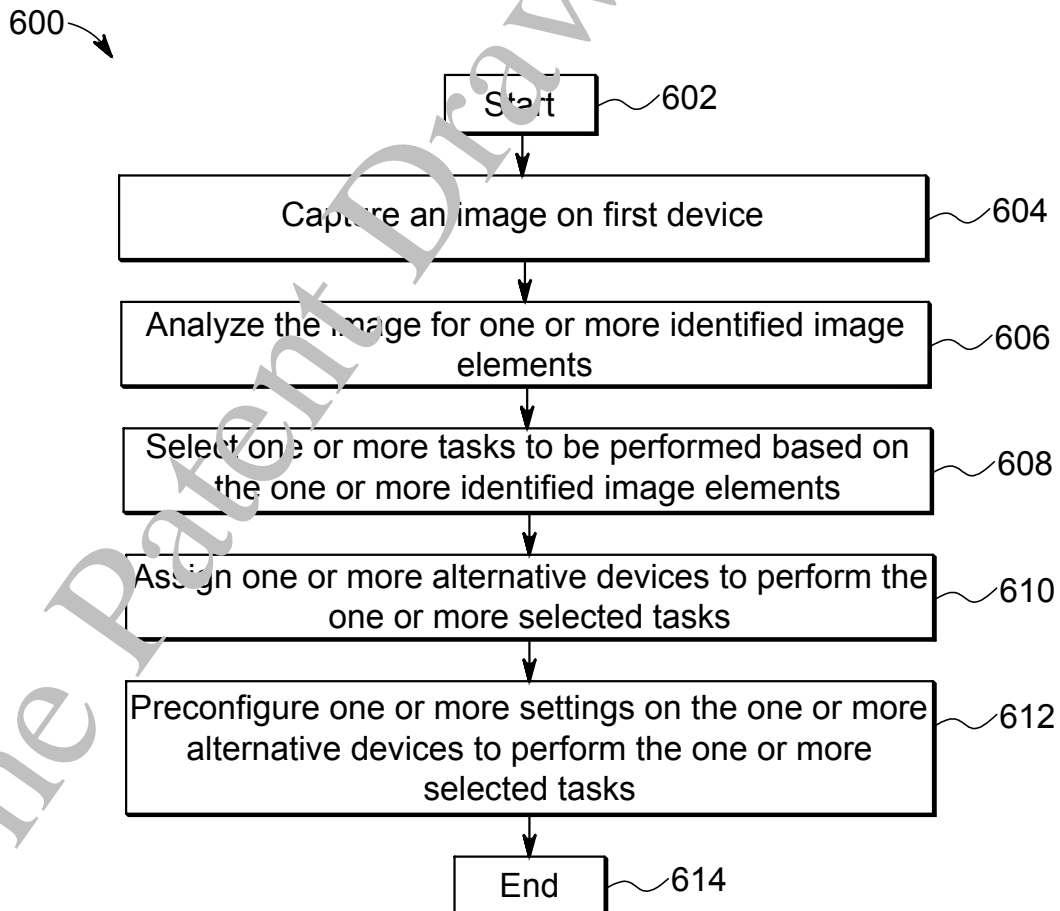 600
Start
602
Capture an image on first device
604
Analyze the image for one or more identified image
elements
606
Select one or more tasks to be performed based on
the one or more identified image elements
608
Assign one or more alternative devices to perform the
one or more selected tasks
610
Preconfigure one or more settings on the one or more
alternative devices to perform the one or more
selected tasks
612
End
614
Patent